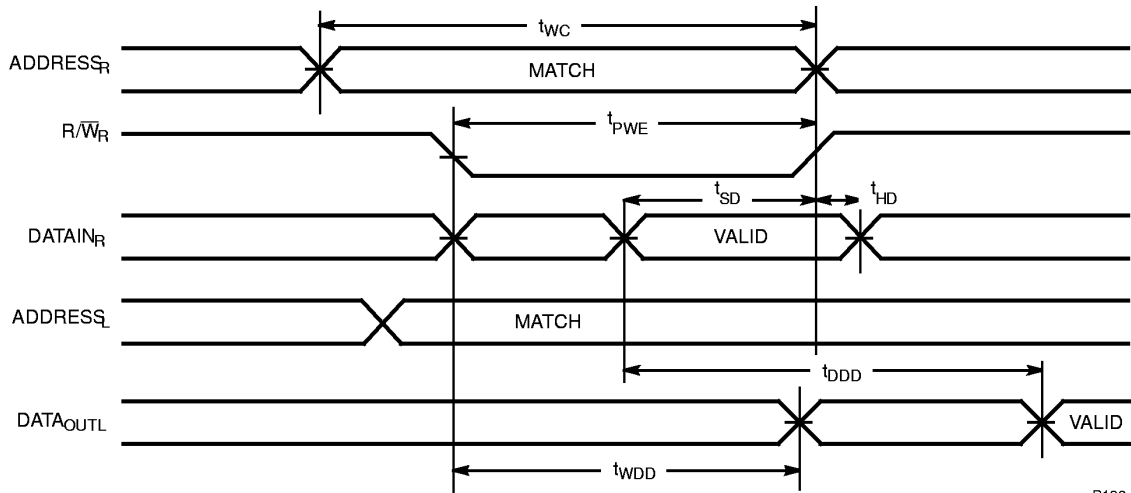 tWC
ADDRESSR
MATCH
R/W̅R
tPWE
tSD
tHD
DATAINR
VALID
ADDRESSL
MATCH
tDDD
DATAOUTL
VALID
tWDD